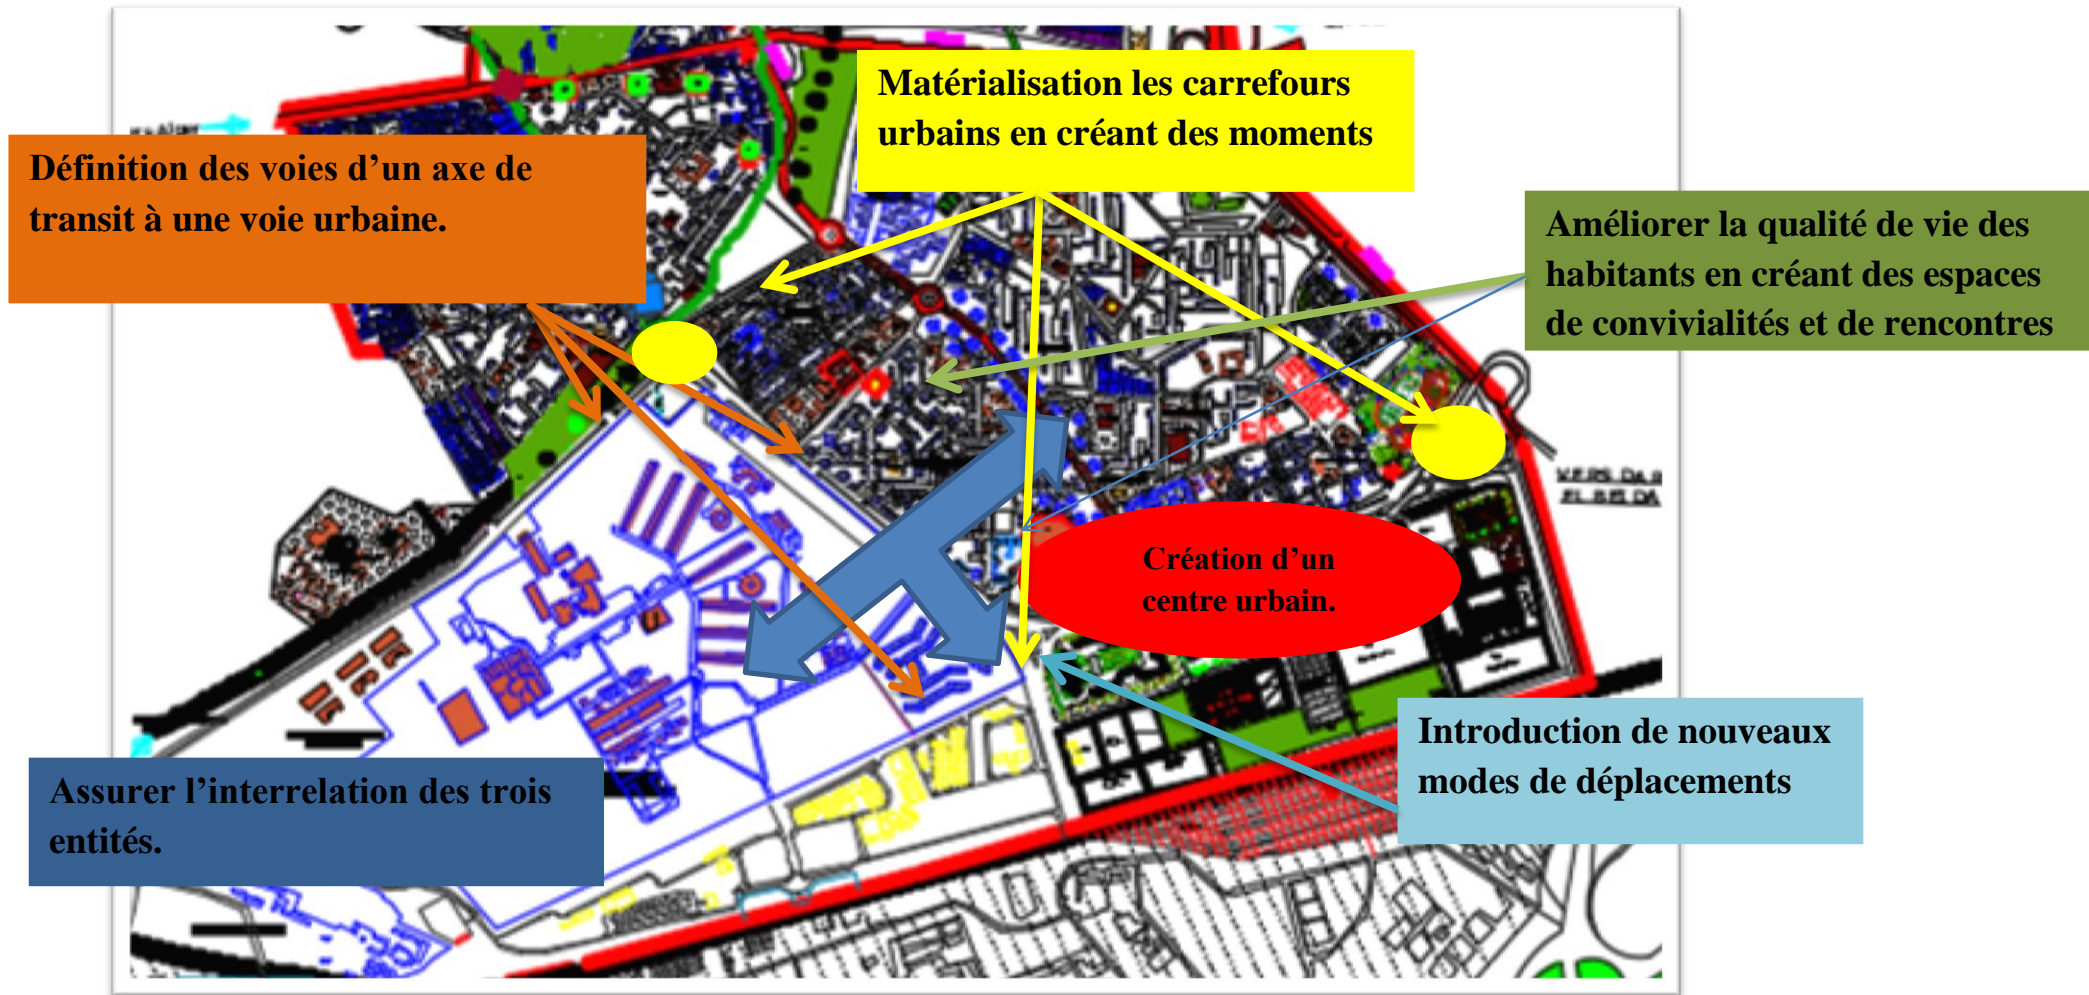 Matérialisation les carrefours
urbains en créant des moments
Définition des voies d’un axe de
transit à une voie urbaine.
Améliorer la qualité de vie des
habitants en créant des espaces
de convivialités et de rencontres
VERS DA
Création d’un
centre urbain.
Introduction de nouveaux
modes de déplacements
Assurer l’interrelation des trois
entités.